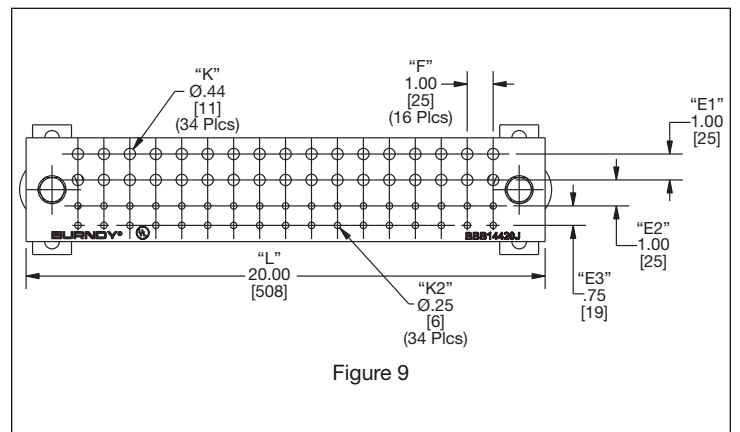 “K”
Ø.44
[11]
(34 Plcs)
“F”
1.00
[25]
(16 Plcs)
“E1”
1.00
[25]
“E2”
1.00
[25]
“E3”
.75
[19]
BURNDY®
UL
BBB14420J
“L”
20.00
[508]
“K2”
Ø.25
[6]
(34 Plcs)
Figure 9